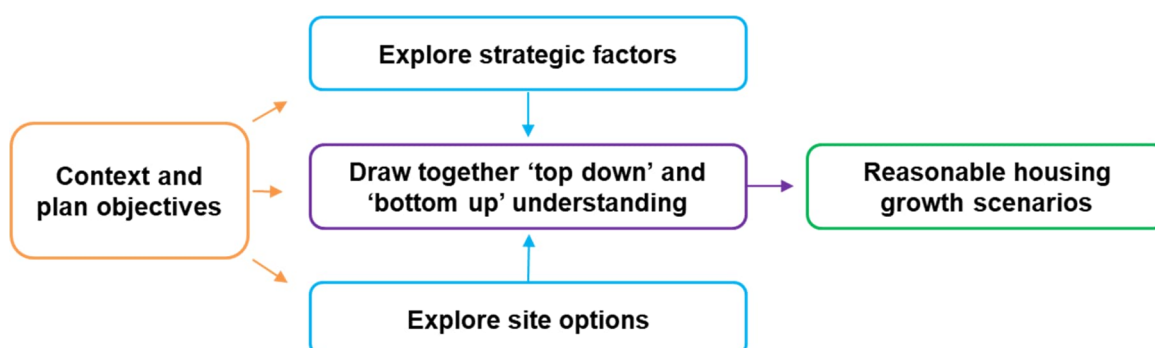 Explore strategic factors
Context and
plan objectives
Draw together ‘top down’ and
‘bottom up’ understanding
Reasonable housing
growth scenarios
Explore site options